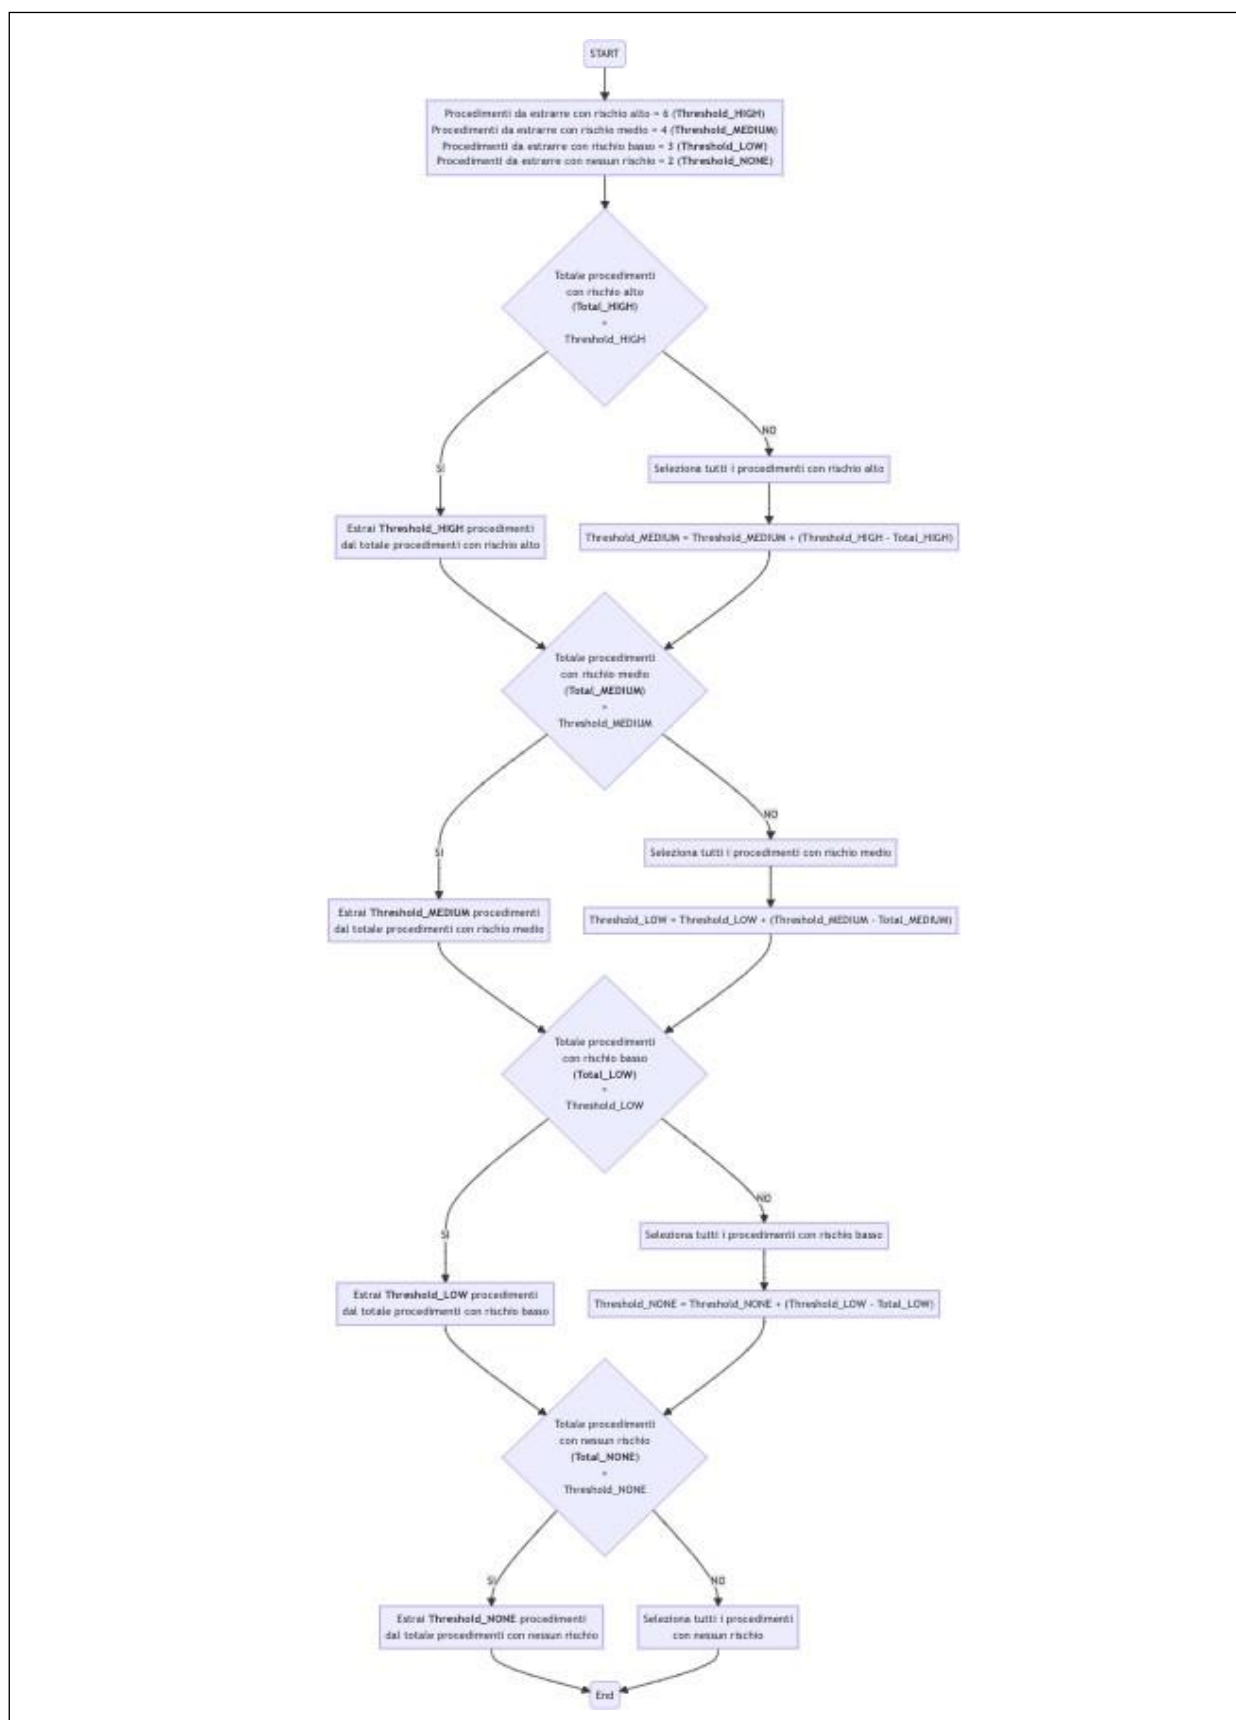 START
Procedimenti da estrarre con rischio alto = 6 (Threshold_HIGH)
Procedimenti da estrarre con rischio medio = 4 (Threshold_MEDIUM)
Procedimenti da estrarre con rischio basso = 3 (Threshold_LOW)
Procedimenti da estrarre con nessun rischio = 2 (Threshold_NONE)
Totale procedimenti
con rischio alto
(Total_HIGH)
Threshold_HIGH
NO
SI
Seleziona tutti i procedimenti con rischio alto
Estrai Threshold_HIGH procedimenti
dal totale procedimenti con rischio alto
Threshold_MEDIUM = Threshold_MEDIUM + (Threshold_HIGH - Total_HIGH)
Totale procedimenti
con rischio medio
(Total_MEDIUM)
Threshold_MEDIUM
NO
SI
Seleziona tutti i procedimenti con rischio medio
Estrai Threshold_MEDIUM procedimenti
dal totale procedimenti con rischio medio
Threshold_LOW = Threshold_LOW + (Threshold_MEDIUM - Total_MEDIUM)
Totale procedimenti
con rischio basso
(Total_LOW)
Threshold_LOW
NO
SI
Seleziona tutti i procedimenti con rischio basso
Estrai Threshold_LOW procedimenti
dal totale procedimenti con rischio basso
Threshold_NONE = Threshold_NONE + (Threshold_LOW - Total_LOW)
Totale procedimenti
con nessun rischio
(Total_NONE)
Threshold_NONE
SI
NO
Estrai Threshold_NONE procedimenti
dal totale procedimenti con nessun rischio
Seleziona tutti i procedimenti
con nessun rischio
End